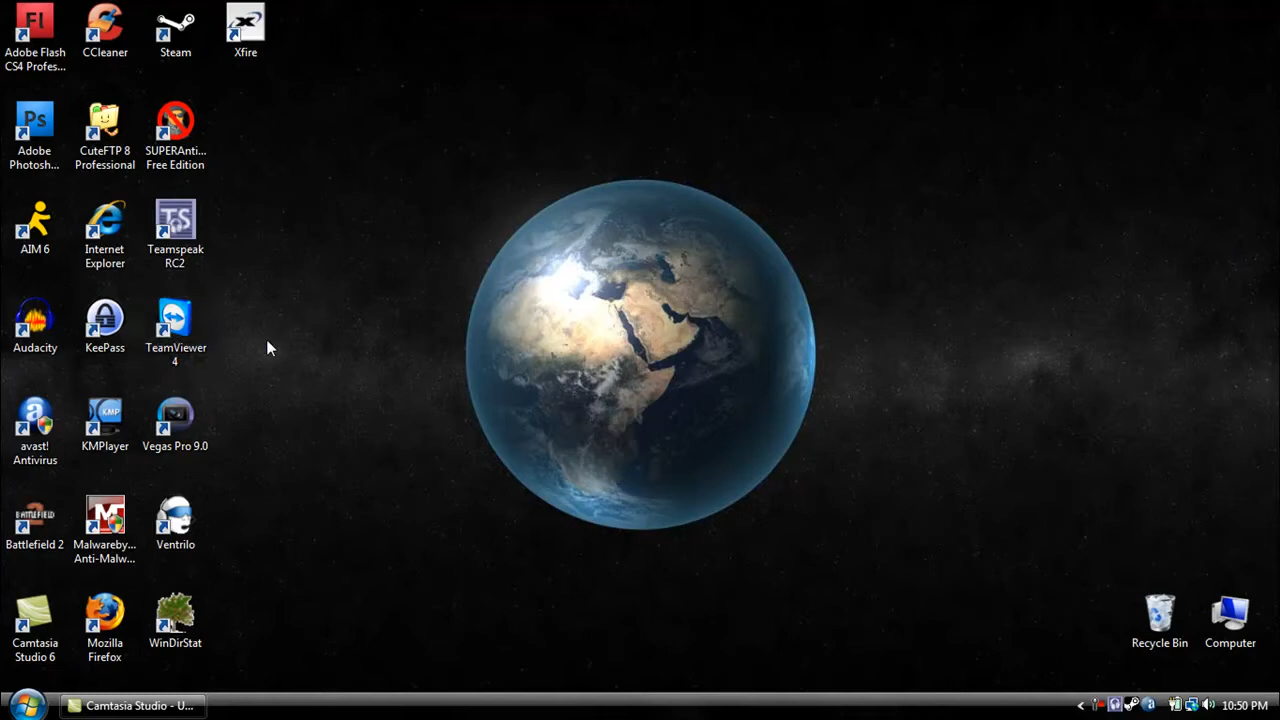 Adobe Flash
CS4 Profes...
CCleaner
Steam
Xfire
Adobe
Photosh...
CuteFTP 8
Professional
SUPERAnti...
Free Edition
AIM 6
Internet
Explorer
Teamspeak
RC2
Audacity
KeePass
TeamViewer
4
avast!
Antivirus
KMPlayer
Vegas Pro 9.0
Battlefield 2
Malwareby...
Anti-Malw...
Ventrilo
Camtasia
Studio 6
Mozilla
Firefox
WinDirStat
Recycle Bin
Computer
Camtasia Studio - U...
10:50 PM